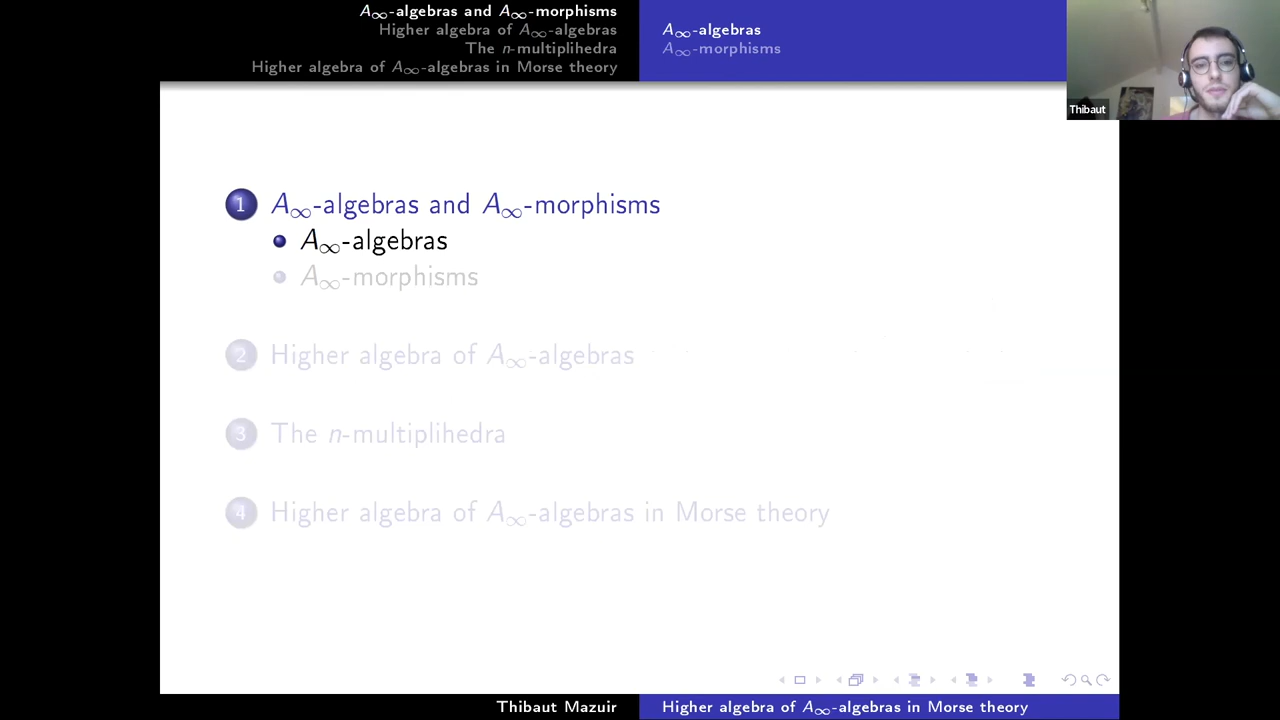 A∞-algebras and A∞-morphisms
Higher algebra of A∞-algebras
The n-multiplihedra
Higher algebra of A∞-algebras in Morse theory
A∞-algebras
A∞-morphisms
Thibaut
1 A∞-algebras and A∞-morphisms
A∞-algebras
A∞-morphisms
2 Higher algebra of A∞-algebras
3 The n-multiplihedra
4 Higher algebra of A∞-algebras in Morse theory
Thibaut Mazuir
Higher algebra of A∞-algebras in Morse theory